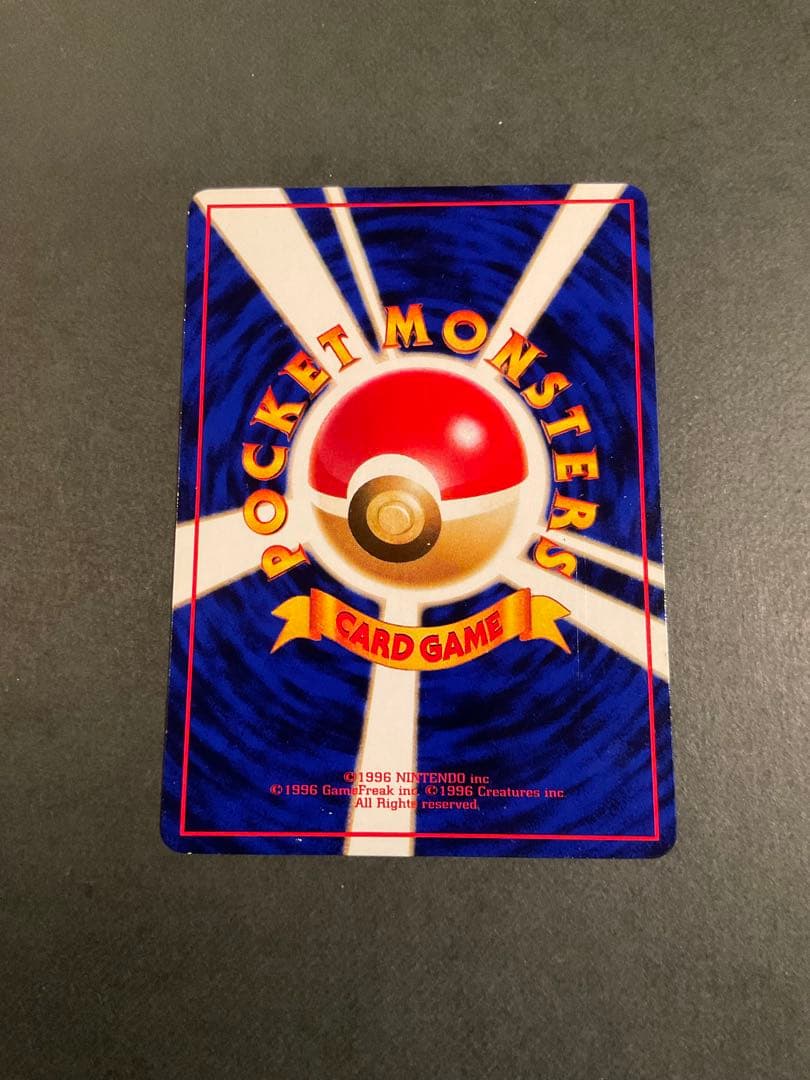 POCKET MONSTERS
CARD GAME
©1996 NINTENDO inc.
©1996 GameFreak inc. ©1996 Creatures inc.
All Rights reserved.